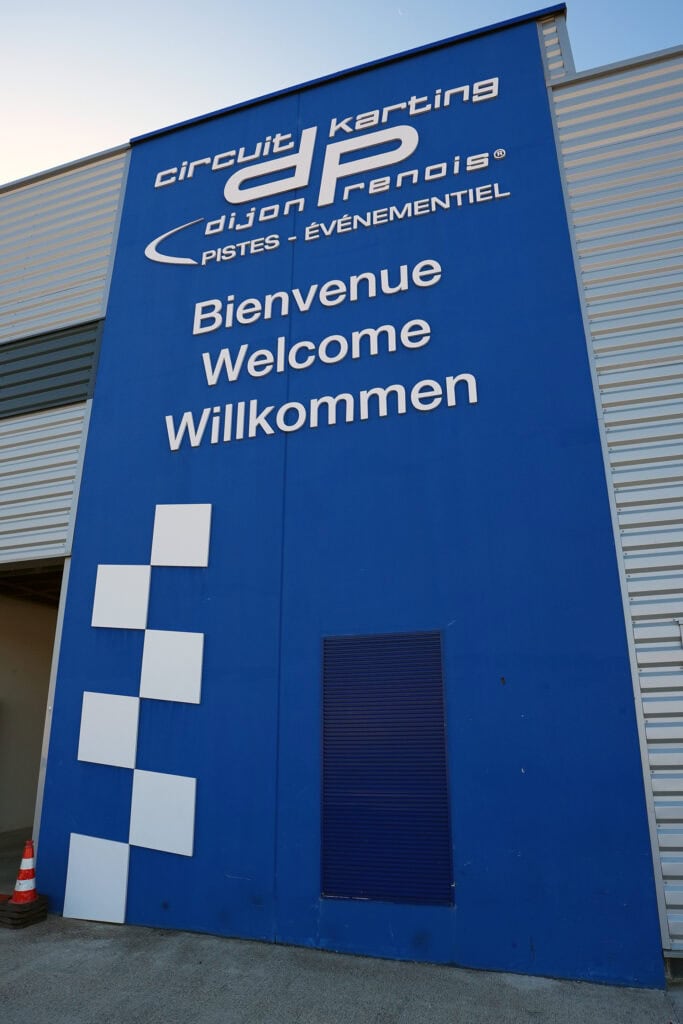 circuit karting
dp
dijon prenois®
PISTES - ÉVÉNEMENTIEL
Bienvenue
Welcome
Willkommen